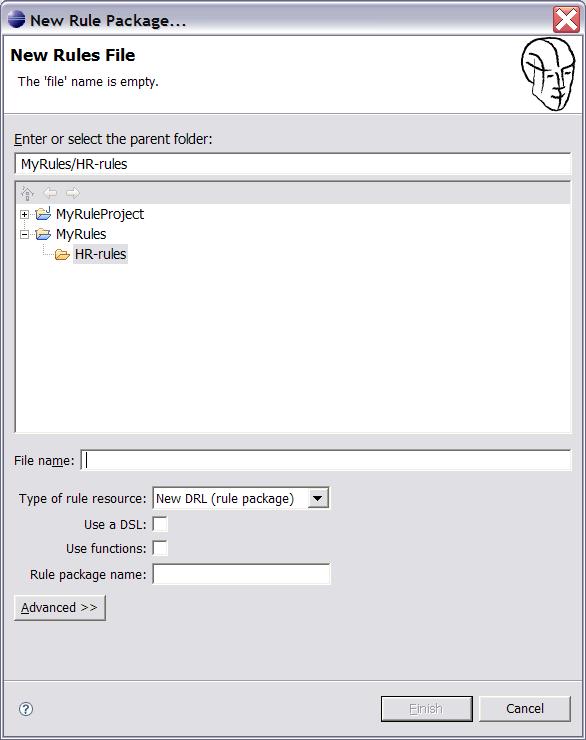 New Rule Package...
New Rules File
The 'file' name is empty.
Enter or select the parent folder:
MyRules/HR-rules
MyRuleProject
MyRules
HR-rules
File name:
Type of rule resource: New DRL (rule package)
Use a DSL:
Use functions:
Rule package name:
Advanced >>
? Finish Cancel